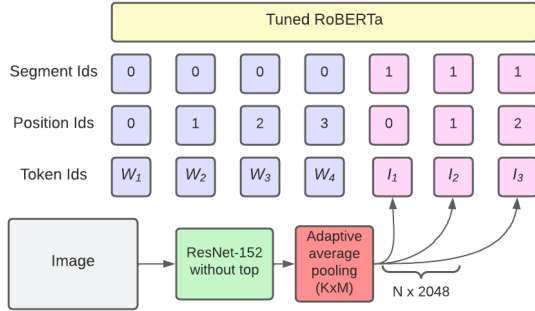 Tuned RoBERTa
Segment Ids 0 0 0 0 1 1 1
Position Ids 0 1 2 3 0 1 2
Token Ids W1 W2 W3 W4 I1 I2 I3
Image
ResNet-152
without top
Adaptive
average
pooling
(KxM)
N x 2048